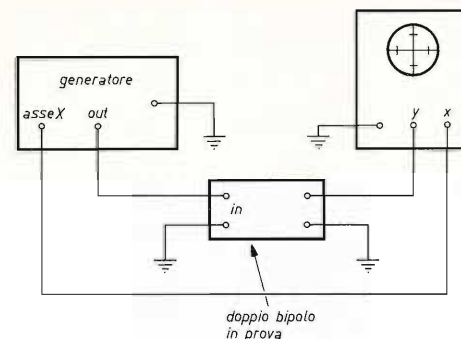 generatore
asseX out
y x
in
doppio bipolo
in prova